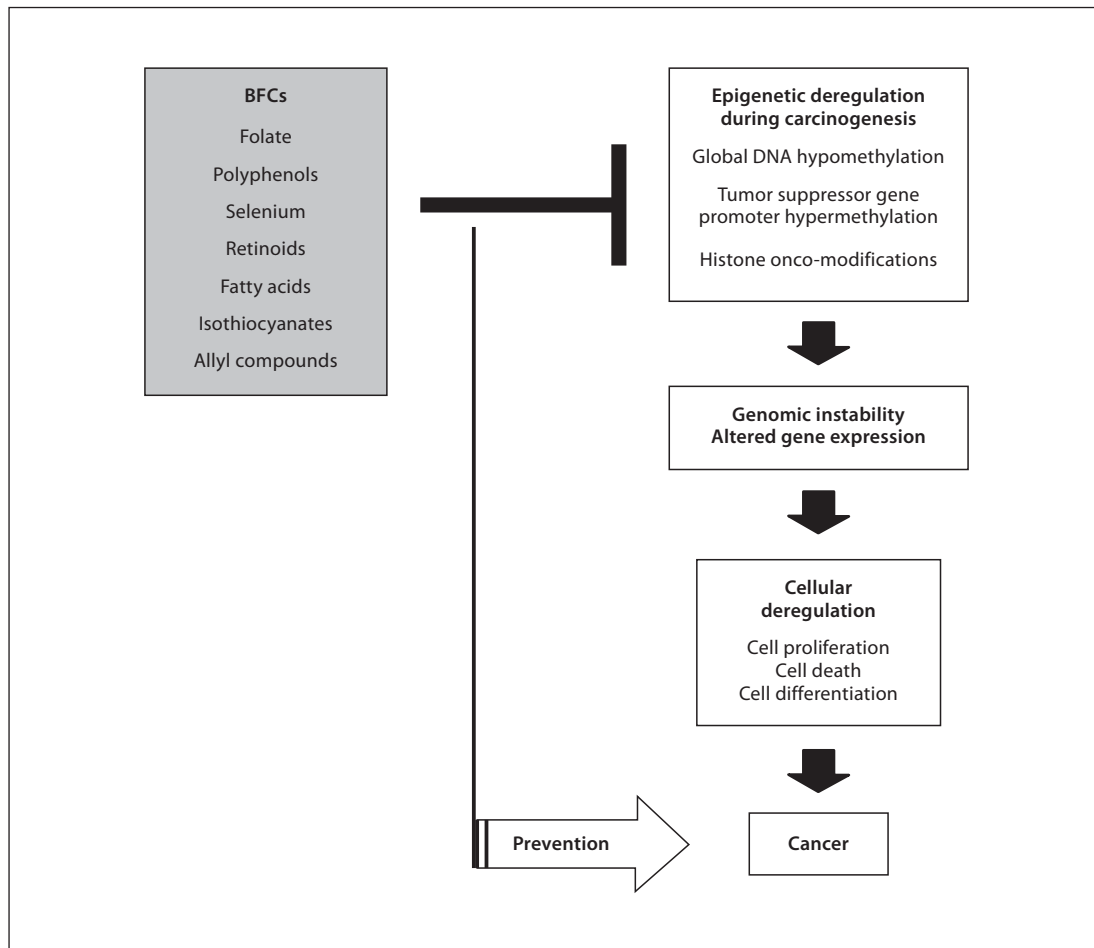 BFCs
Folate
Polyphenols
Selenium
Retinoids
Fatty acids
Isothiocyanates
Allyl compounds
Epigenetic deregulation
during carcinogenesis
Global DNA hypomethylation
Tumor suppressor gene
promoter hypermethylation
Histone onco-modifications
Genomic instability
Altered gene expression
Cellular
deregulation
Cell proliferation
Cell death
Cell differentiation
Prevention
Cancer